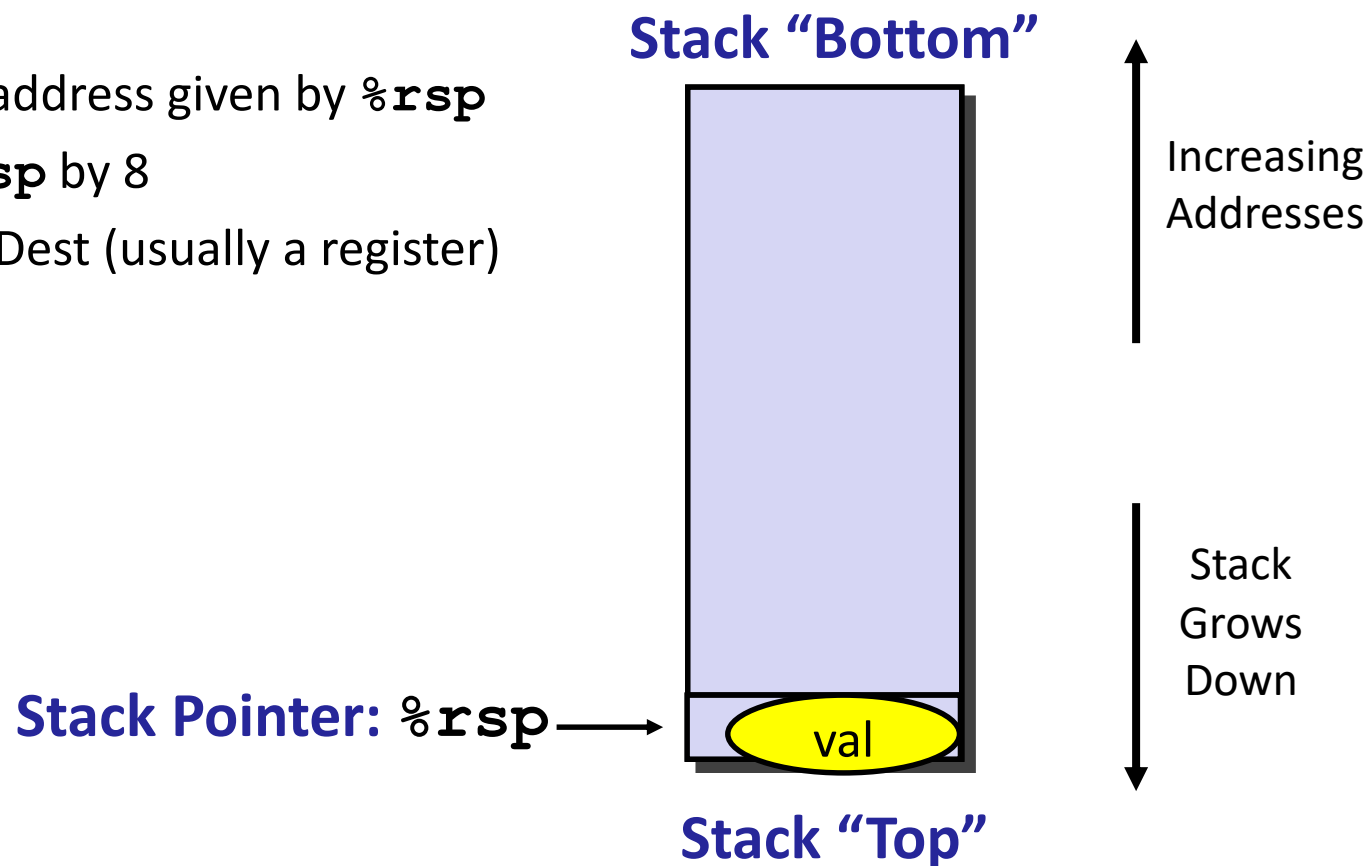 Stack “Bottom”
address given by %rsp
sp by 8
Dest (usually a register)
Increasing
Addresses
Stack
Grows
Down
Stack Pointer: %rsp
val
Stack “Top”